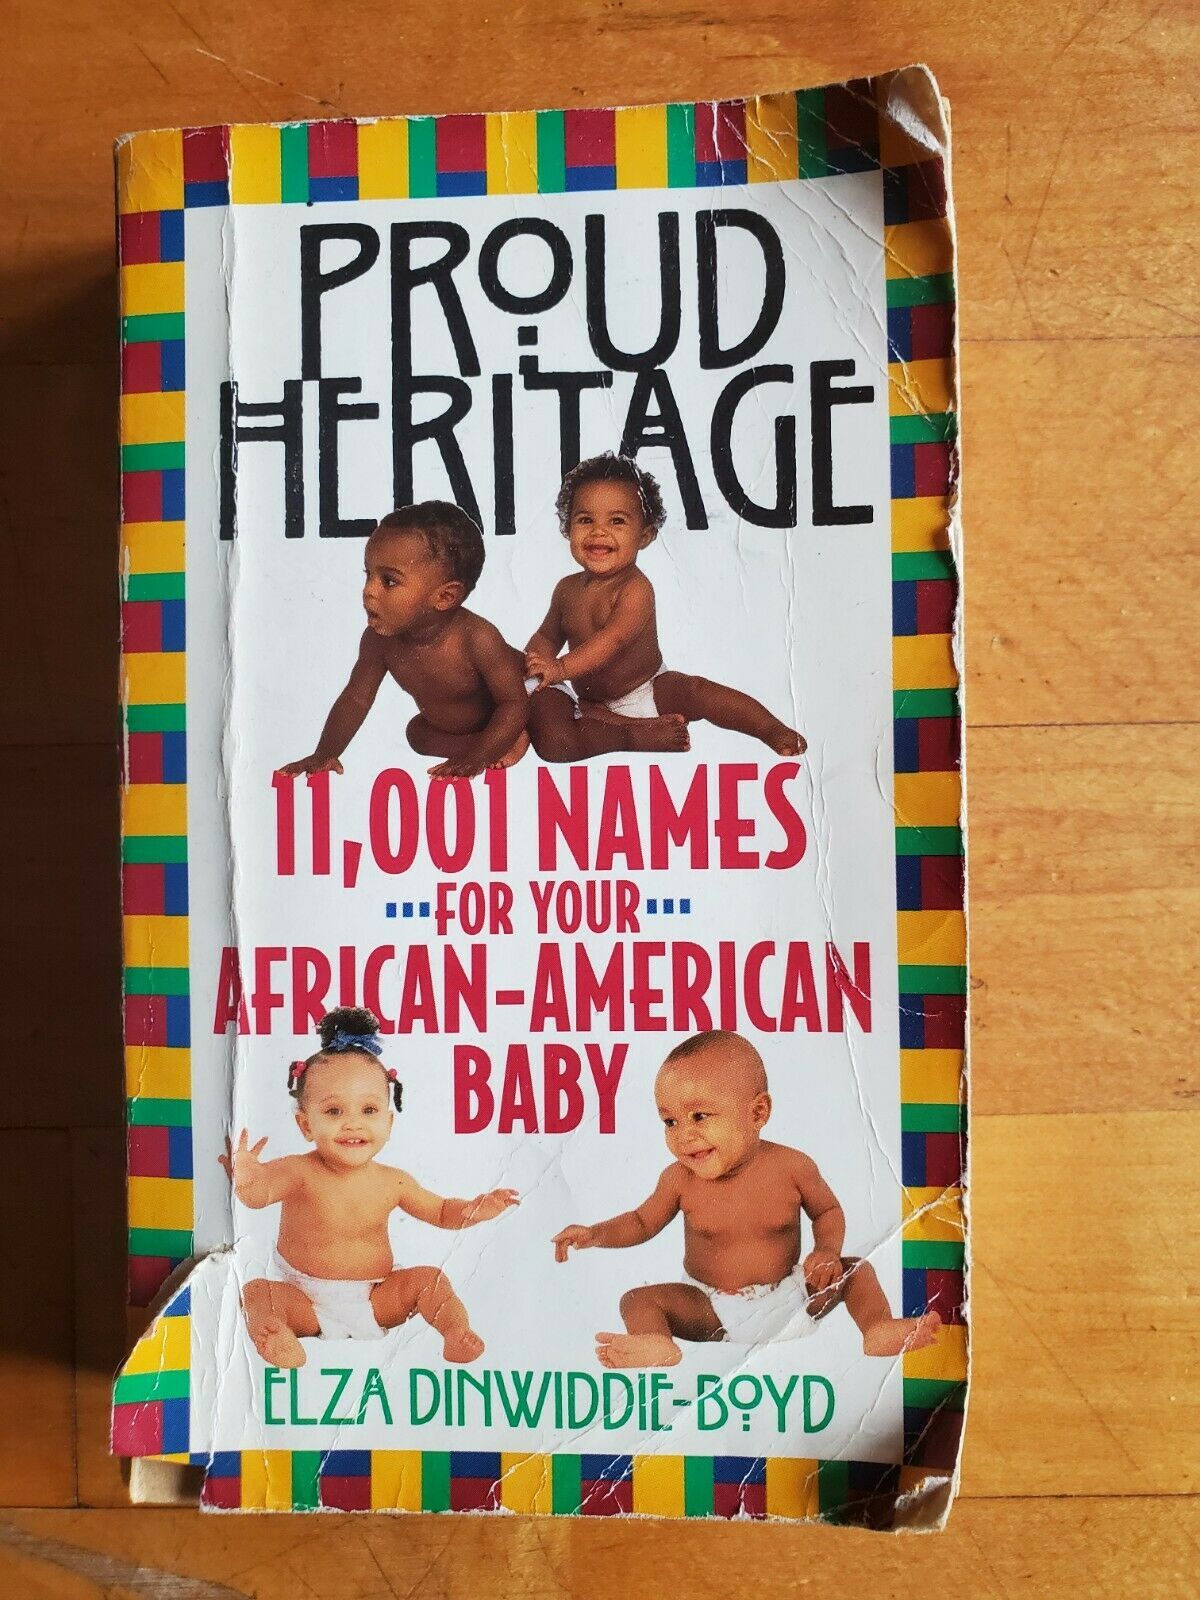 PROUD
HERITAGE
11,001 NAMES
FOR YOUR
AFRICAN-AMERICAN
BABY
ELZA DINWIDDIE-BOYD